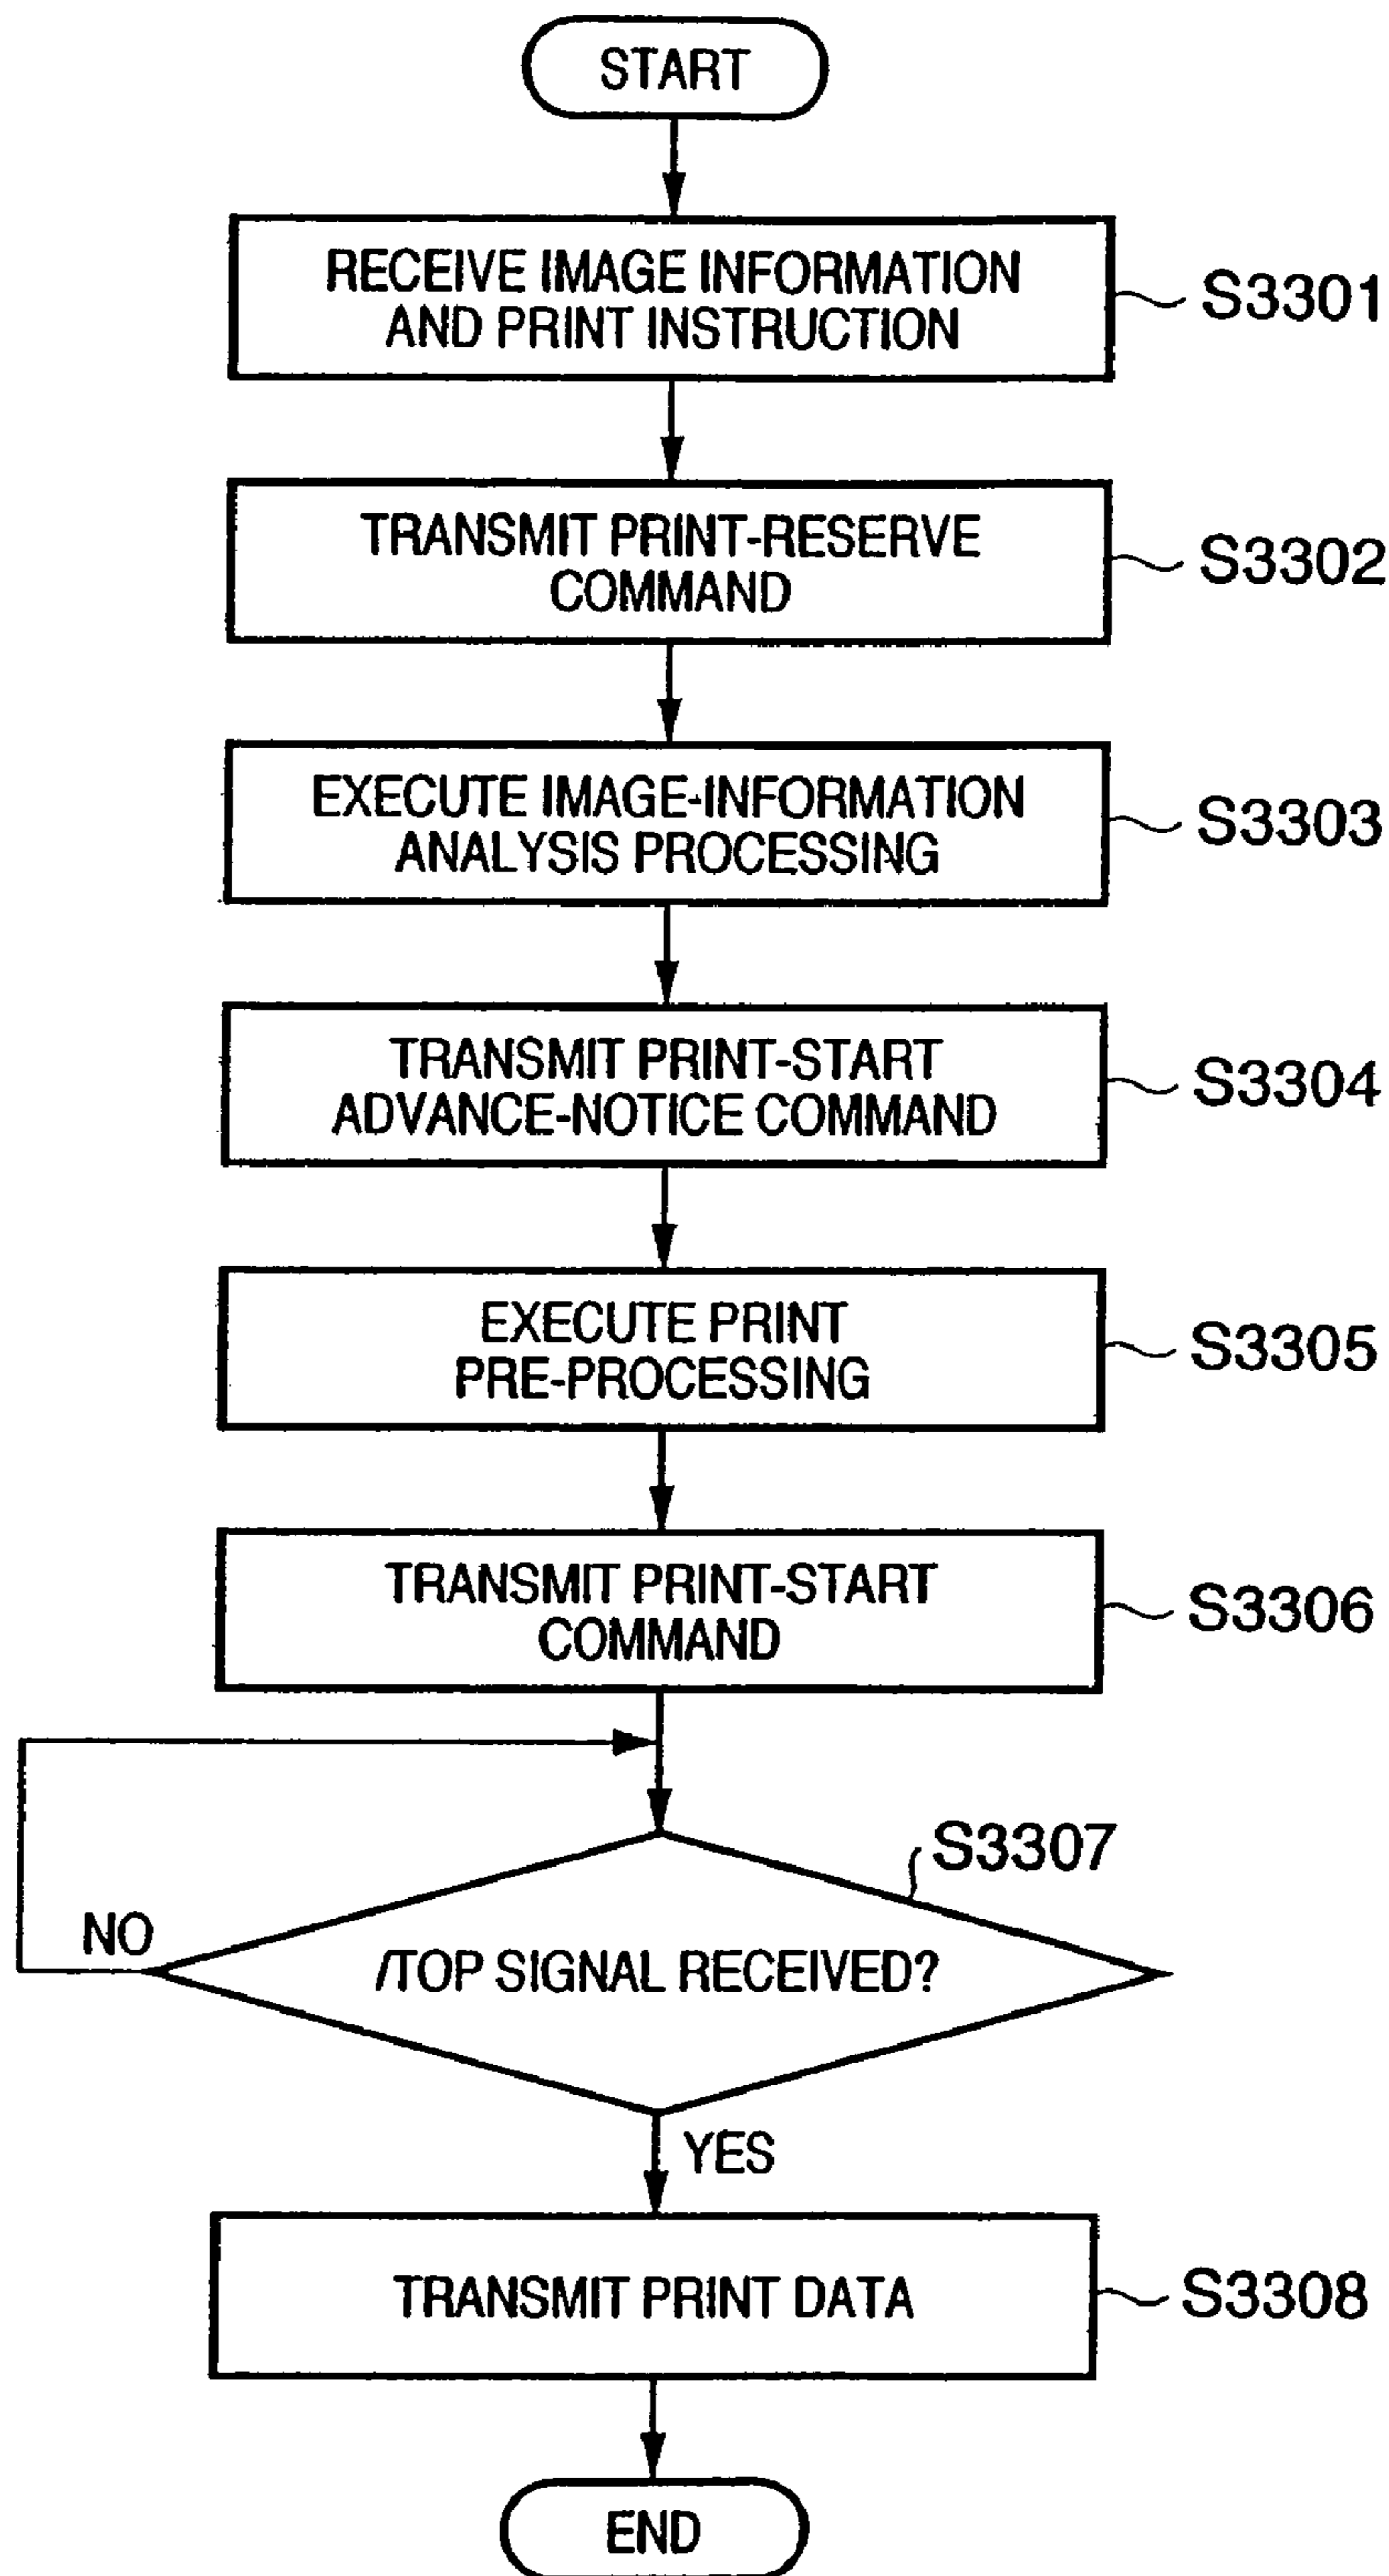 START
RECEIVE IMAGE INFORMATION
AND PRINT INSTRUCTION
S3301
TRANSMIT PRINT-RESERVE
COMMAND
S3302
EXECUTE IMAGE-INFORMATION
ANALYSIS PROCESSING
S3303
TRANSMIT PRINT-START
ADVANCE-NOTICE COMMAND
S3304
EXECUTE PRINT
PRE-PROCESSING
S3305
TRANSMIT PRINT-START
COMMAND
S3306
S3307
NO
/TOP SIGNAL RECEIVED?
YES
TRANSMIT PRINT DATA
S3308
END